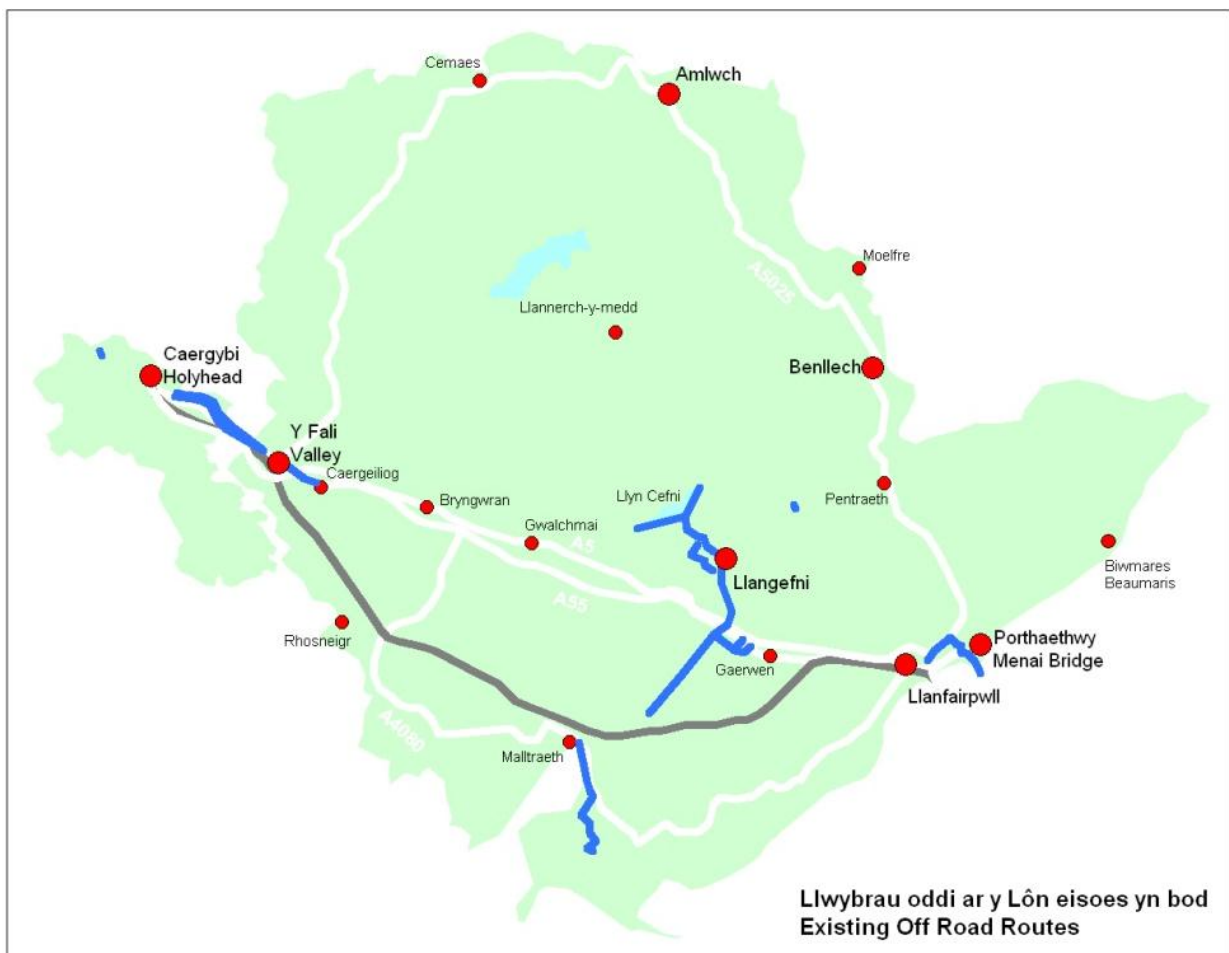 Cemaes
Amlwch
Moelfre
A5025
Llannerch-y-medd
Caergybi
Holyhead
Benllech
Y Fali
Valley
Caergeiliog
Bryngwran
Llyn Cefni
Pentraeth
Gwalchmai
A5
Llangefni
Biwmares
Beaumaris
A55
Rhosneigr
Gaerwen
Porthaethwy
Menai Bridge
Llanfairpwll
A4080
Malltraeth
Llwybrau oddi ar y Lôn eisoes yn bod
Existing Off Road Routes